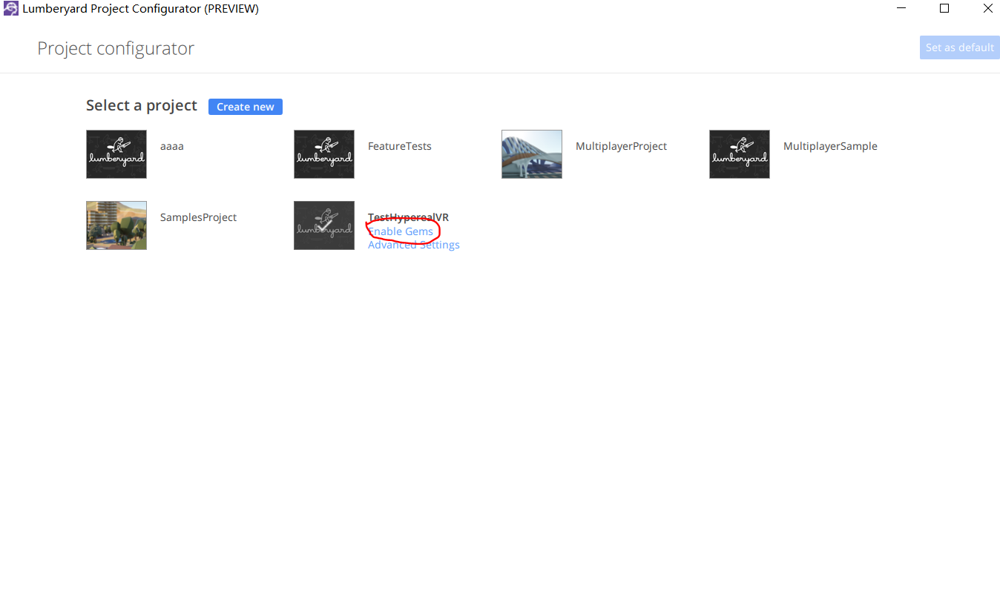 Lumberyard Project Configurator (PREVIEW)
Project configurator
Set as default
Select a project
Create new
lumberyard
aaaa
lumberyard
FeatureTests
MultiplayerProject
lumberyard
MultiplayerSample
SamplesProject
lumberyard
TestHyperealVR
Enable Gems
Advanced Settings